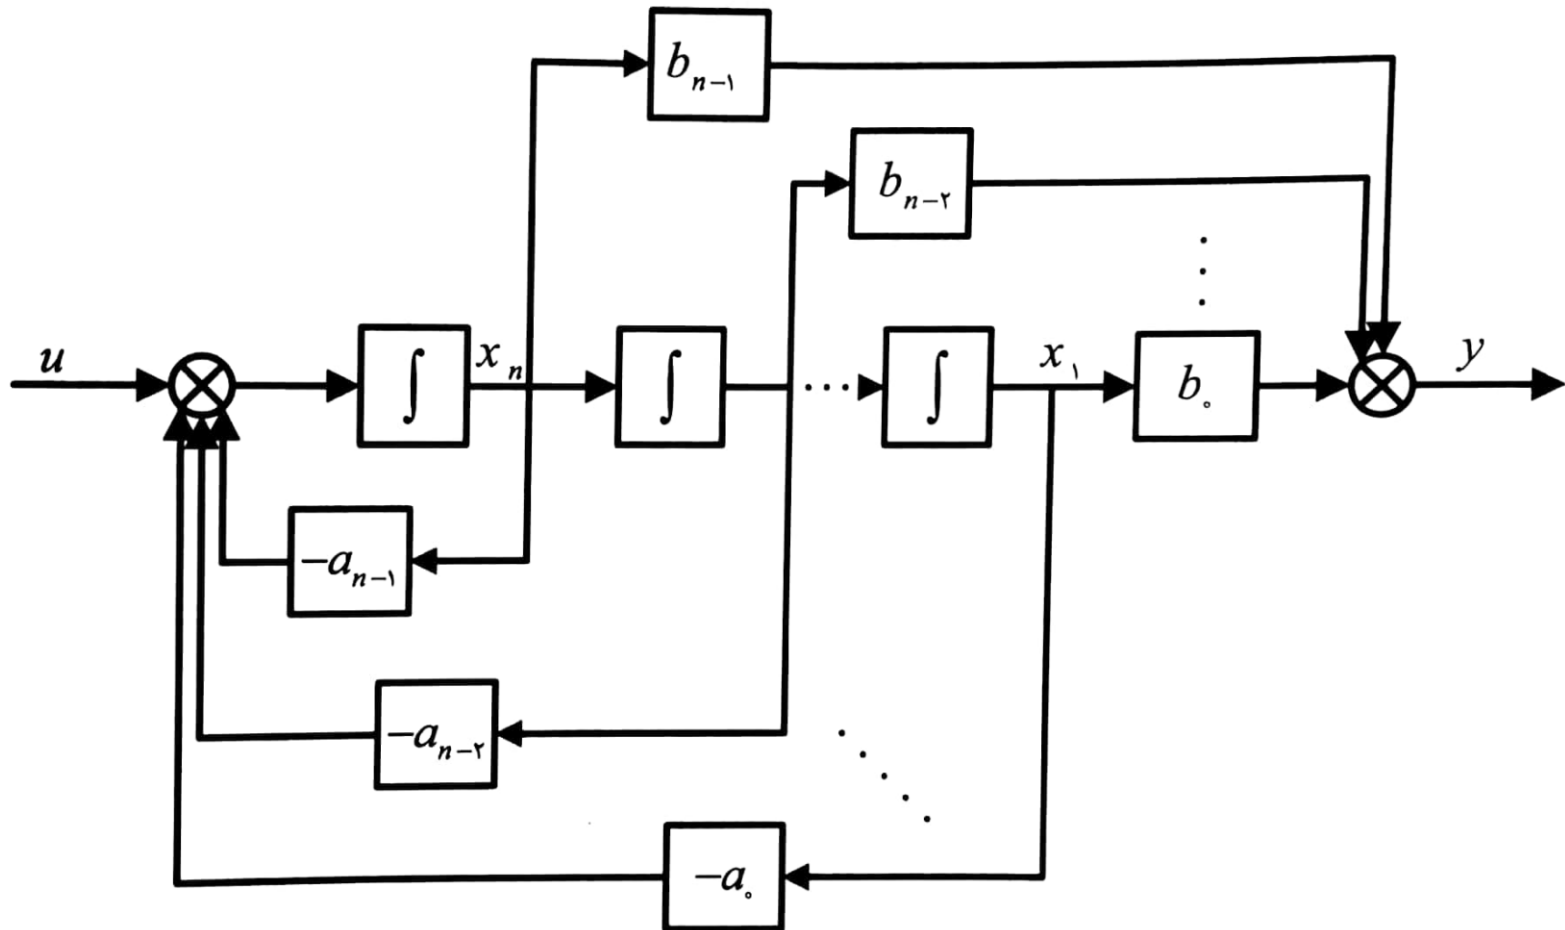 b_{n-۱}
b_{n-۲}
u
∫
x_n
∫
∫
x_۱
b_۰
y
-a_{n-۱}
-a_{n-۲}
-a_۰